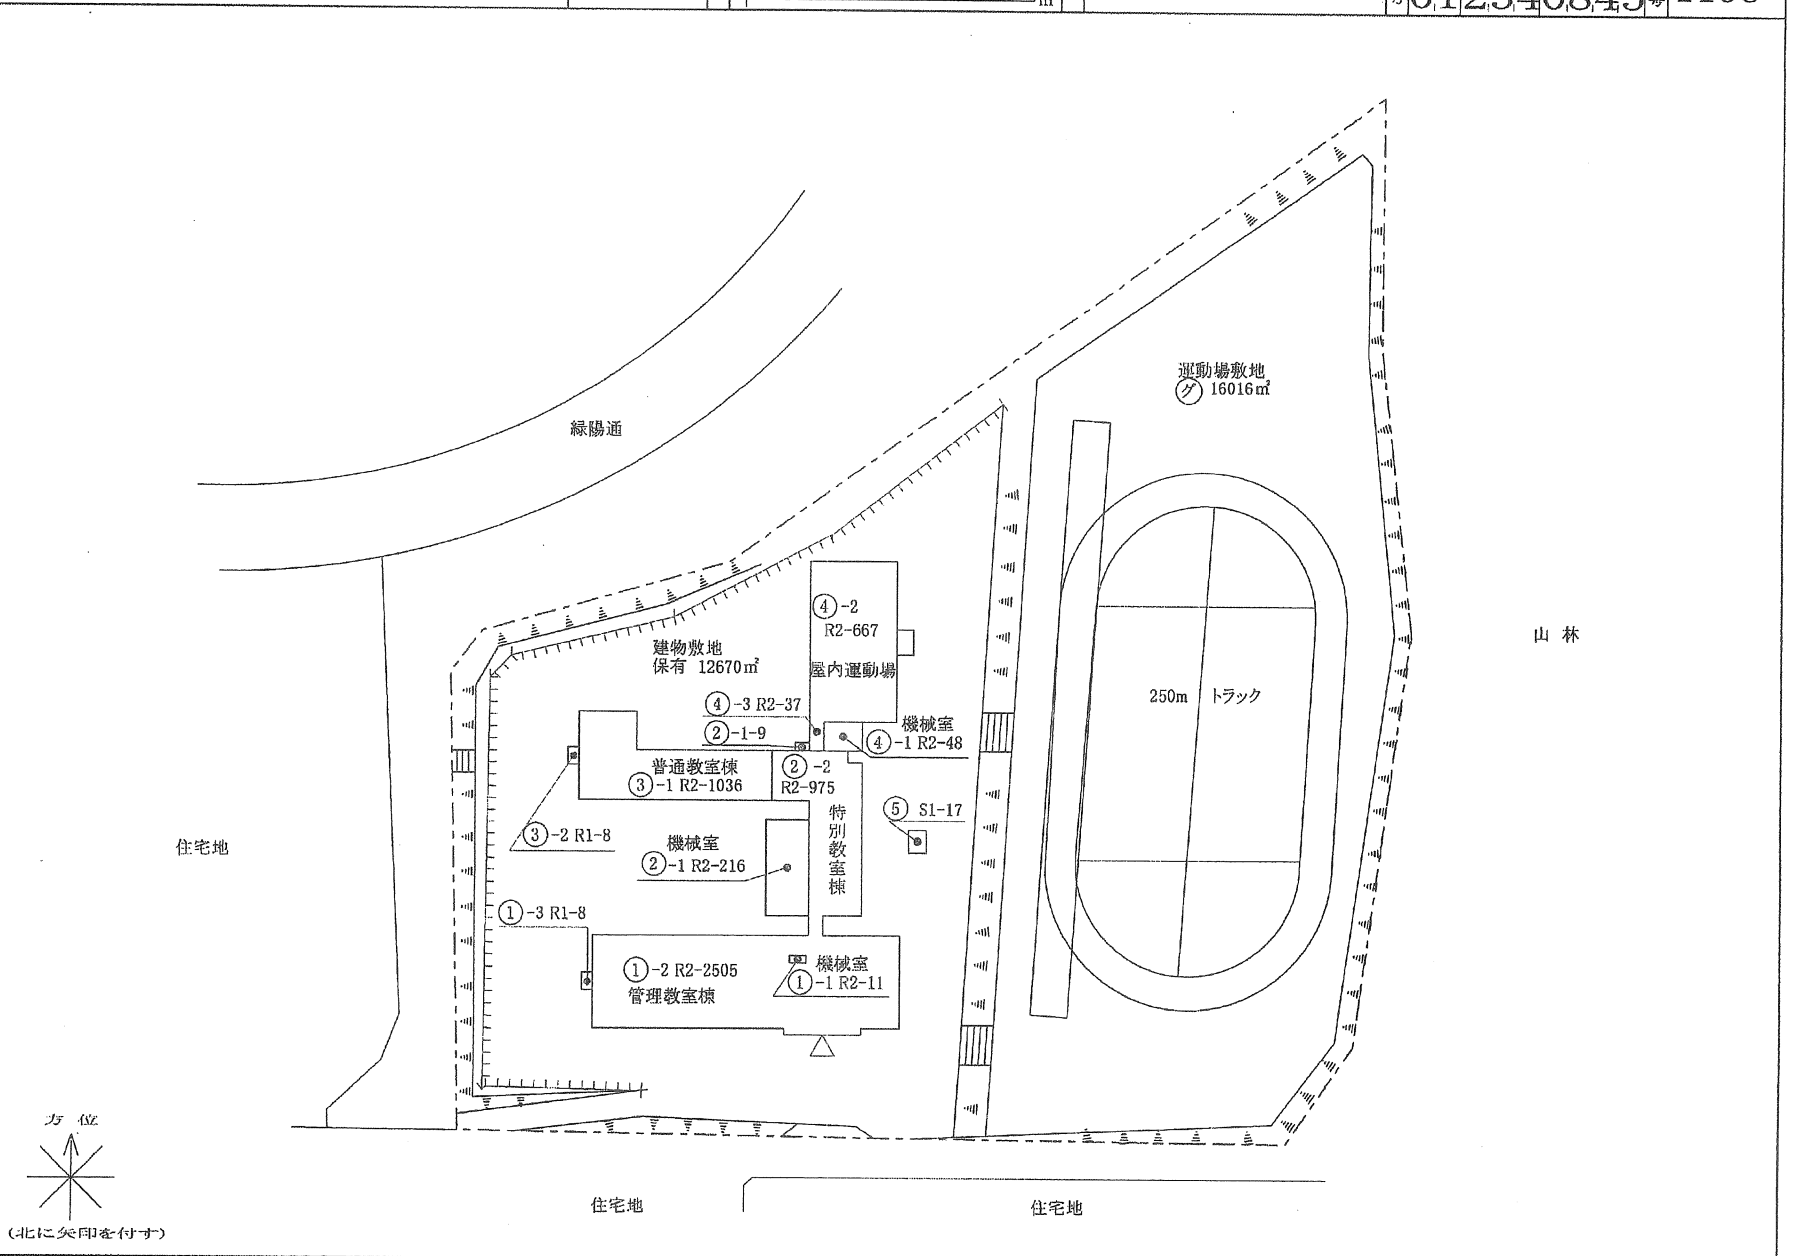 緑陽通
運動場敷地
㋗ 16016㎡
山林
250m トラック
④-2
R2-667
屋内運動場
建物敷地
保有 12670㎡
④-3 R2-37
②-1-9
機械室
④-1 R2-48
普通教室棟
③-1 R2-1036
②-2
R2-975
特別教室棟
⑤ S1-17
③-2 R1-8
機械室
②-1 R2-216
住宅地
①-3 R1-8
①-2 R2-2505
管理教室棟
機械室
①-1 R2-11
方位
(北に矢印を付す)
住宅地
住宅地